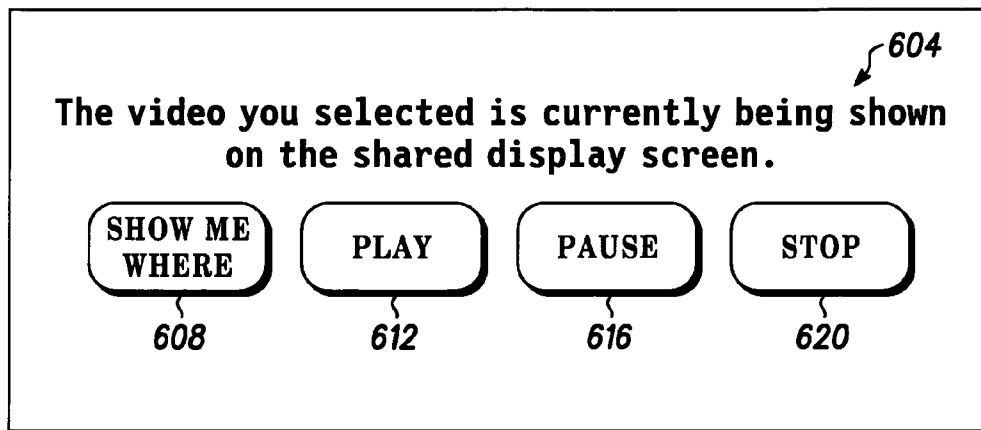 604
The video you selected is currently being shown
on the shared display screen.
SHOW ME
WHERE
PLAY
PAUSE
STOP
608
612
616
620